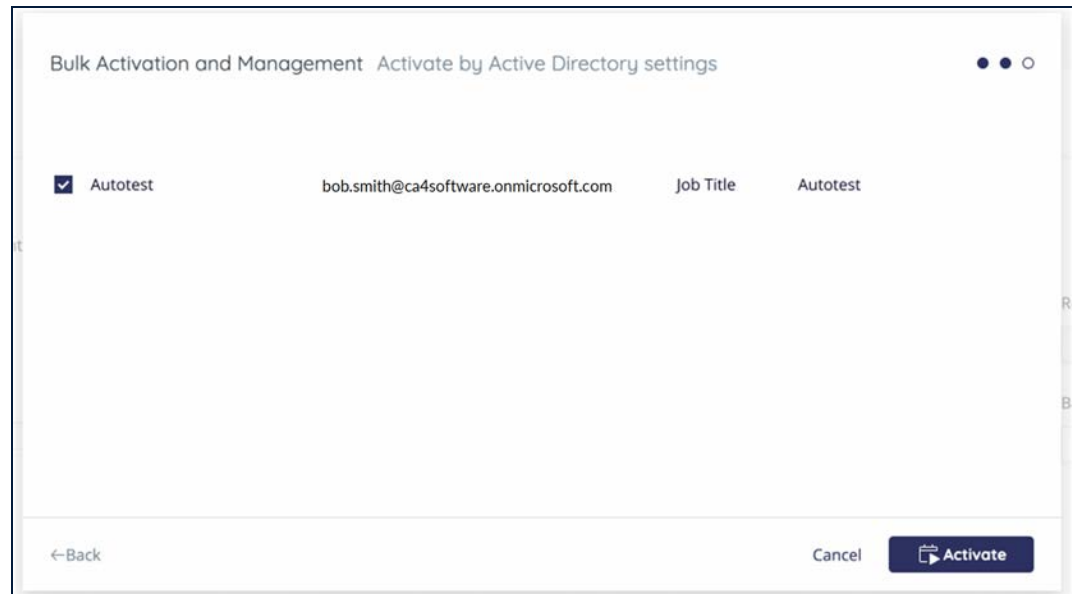 Bulk Activation and Management Activate by Active Directory settings
Autotest bob.smith@ca4software.onmicrosoft.com Job Title Autotest
←Back Cancel Activate